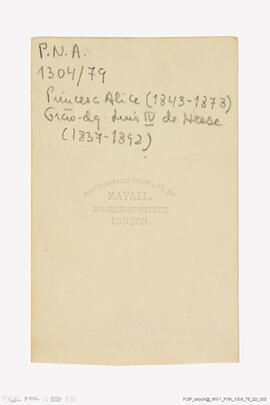 P.N.A.
1304/79
Princesa Alice (1843-1878)
Grão-dq. Luis IV de Hesse
(1837-1892)
PHOTOGRAPHED FROM LIFE BY
MAYALL.
224, REGENT STREET
LONDON.